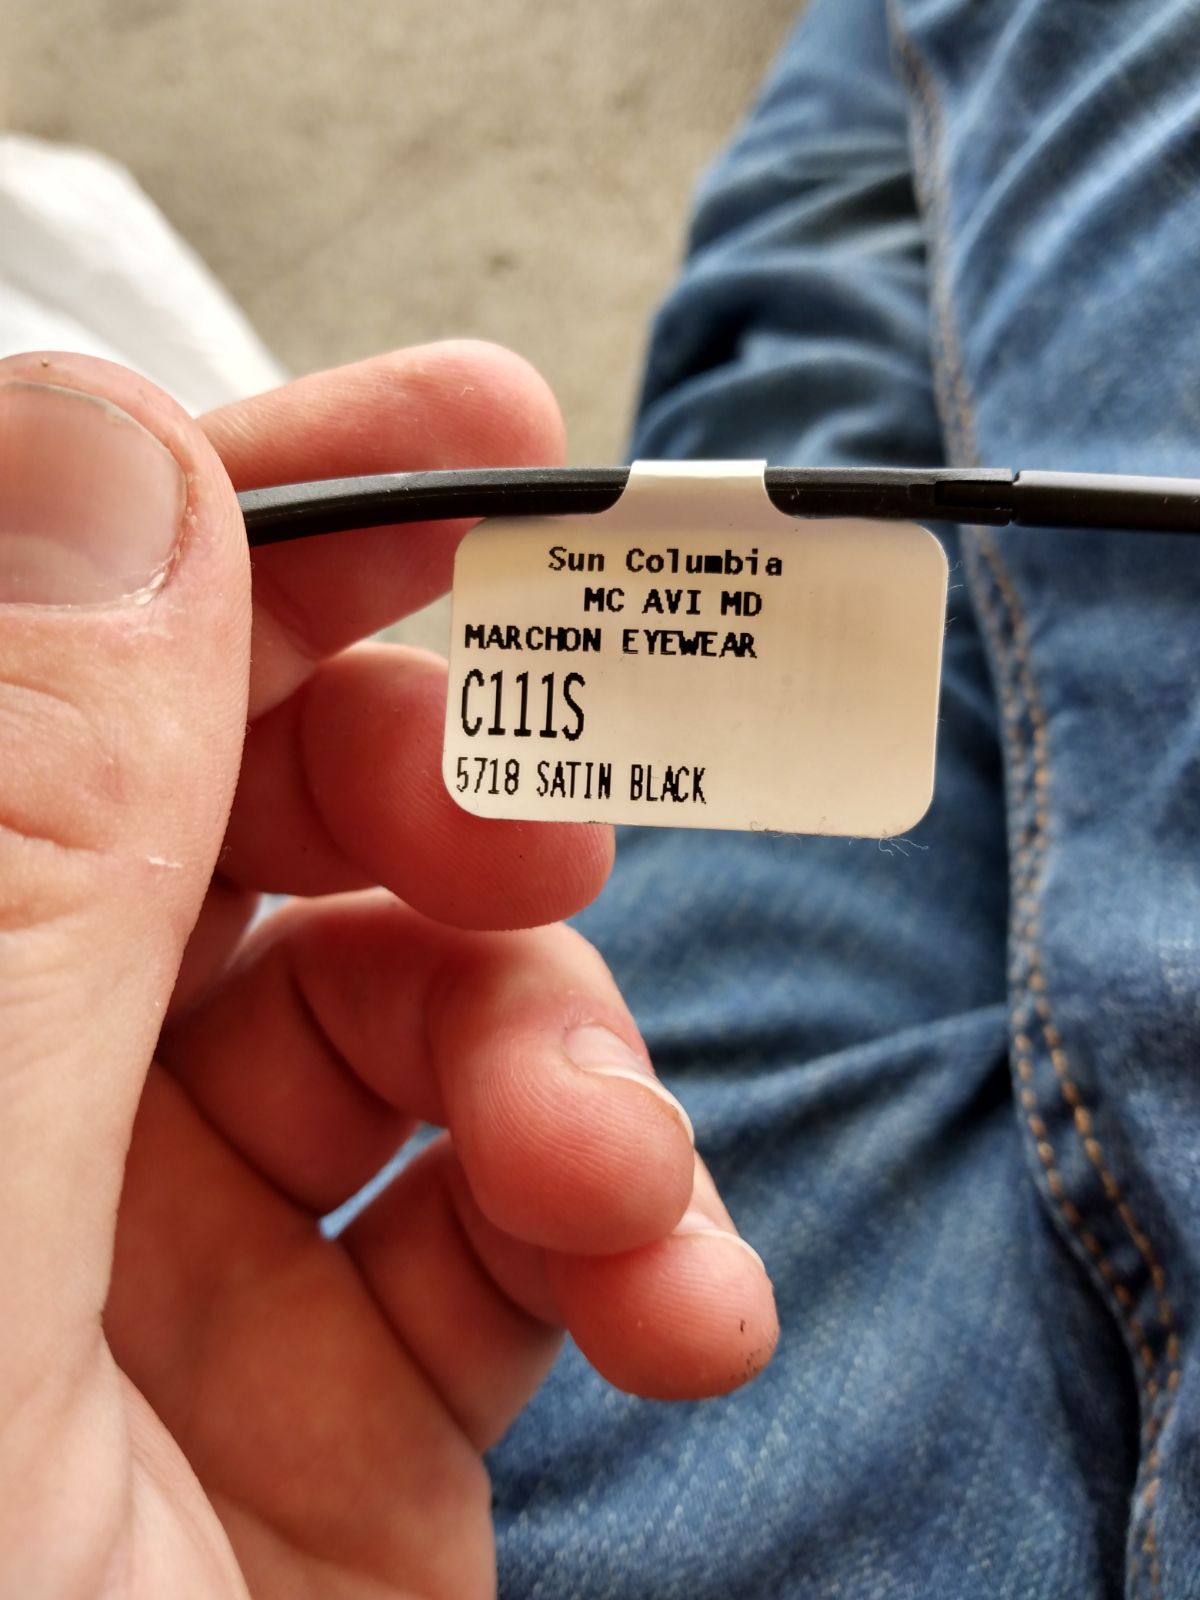 Sun Columbia
MC AVI MD
MARCHON EYEWEAR
C111S
5718 SATIN BLACK